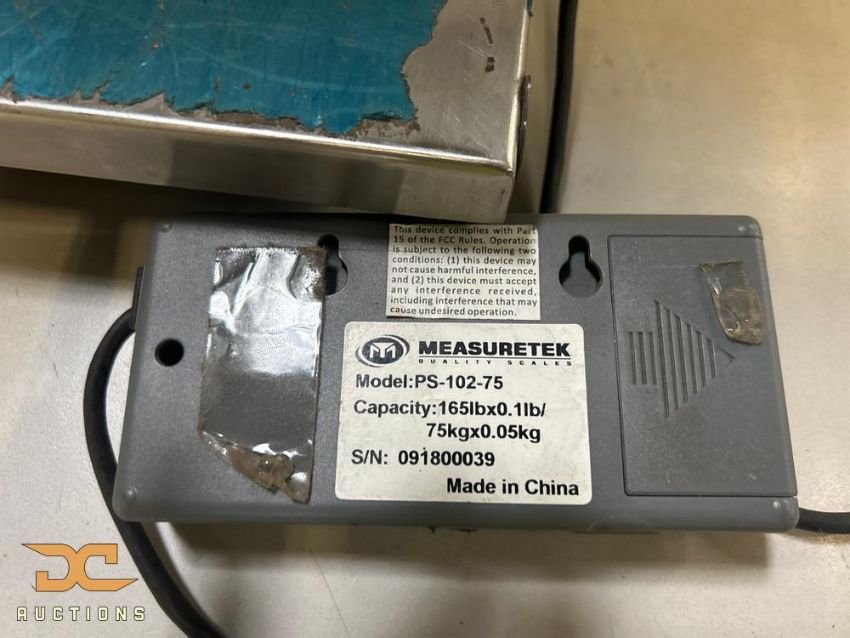 This device complies with Part
15 of the FCC Rules. Operation
is subject to the following two
conditions: (1) this device may
not cause harmful interference,
and (2) this device must accept
any interference received,
including interference that may
cause undesired operation.
M MEASURETEK
QUALITY SCALES
Model:PS-102-75
Capacity:165lbx0.1lb/
75kgx0.05kg
S/N: 091800039
Made in China
DC
AUCTIONS